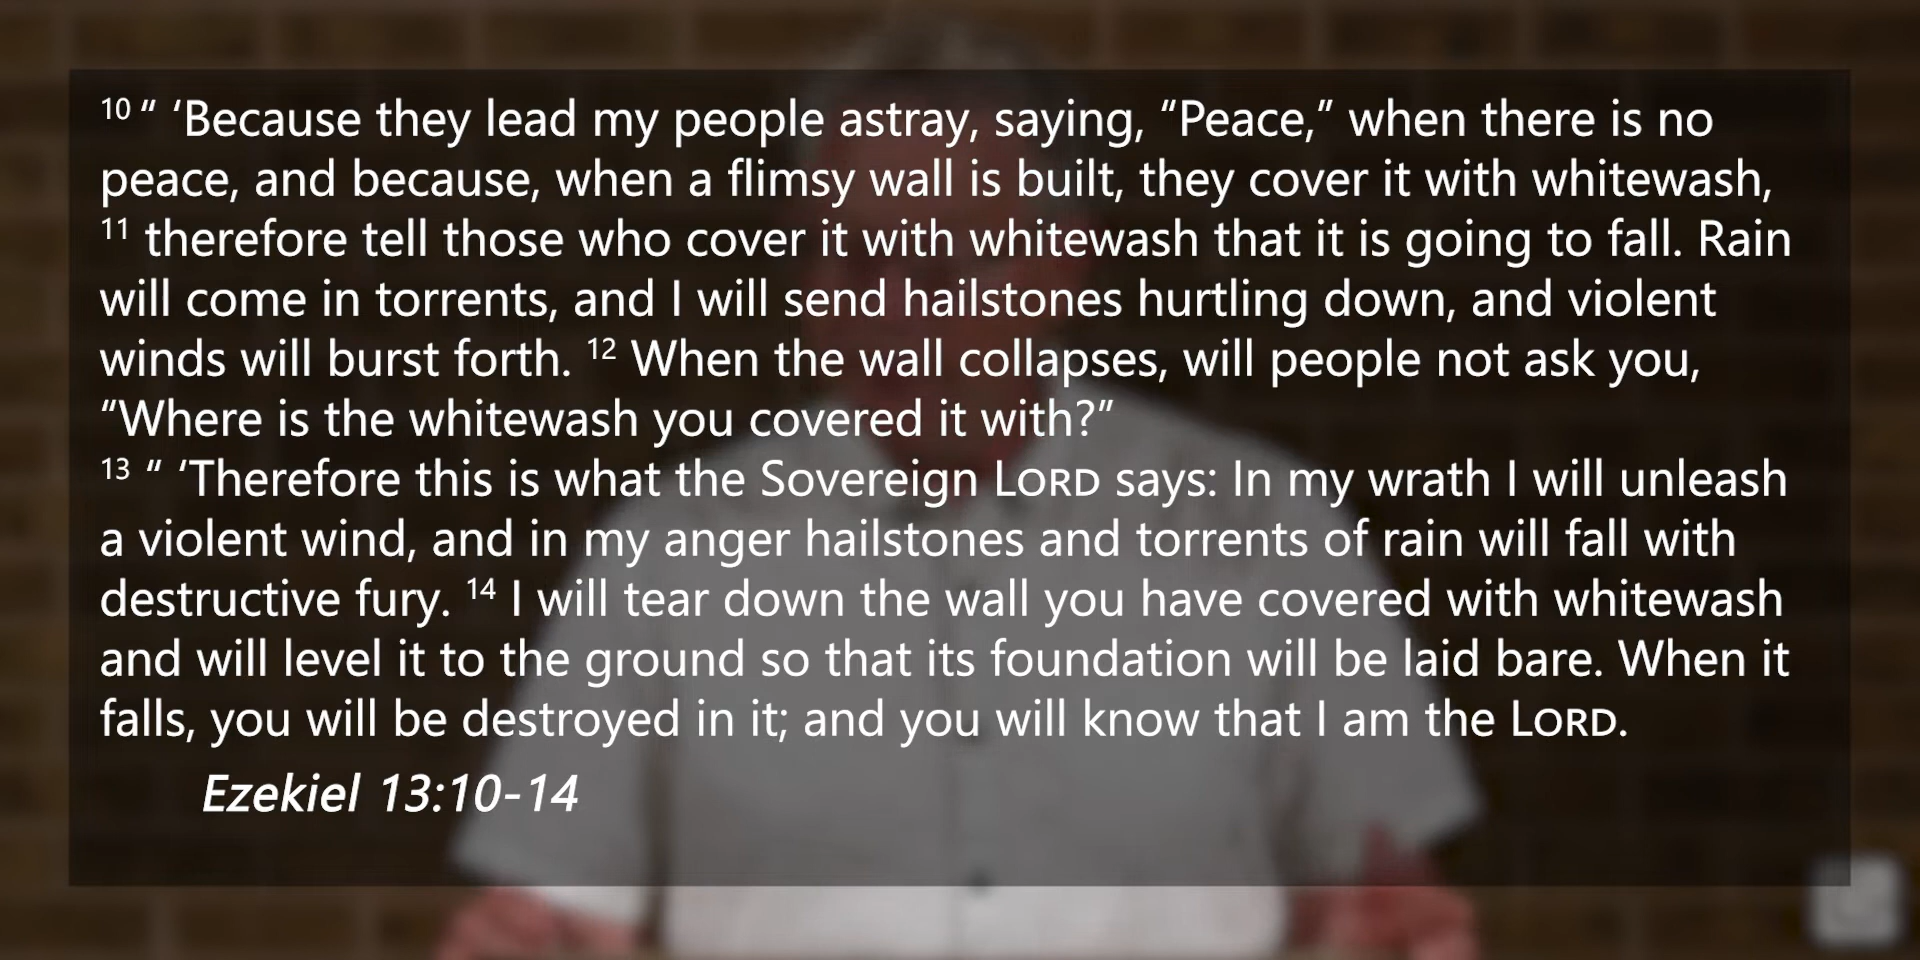 10 “ ‘Because they lead my people astray, saying, “Peace,” when there is no
peace, and because, when a flimsy wall is built, they cover it with whitewash,
11 therefore tell those who cover it with whitewash that it is going to fall. Rain
will come in torrents, and I will send hailstones hurtling down, and violent
winds will burst forth. 12 When the wall collapses, will people not ask you,
“Where is the whitewash you covered it with?”
13 “ ‘Therefore this is what the Sovereign LORD says: In my wrath I will unleash
a violent wind, and in my anger hailstones and torrents of rain will fall with
destructive fury. 14 I will tear down the wall you have covered with whitewash
and will level it to the ground so that its foundation will be laid bare. When it
falls, you will be destroyed in it; and you will know that I am the LORD.
Ezekiel 13:10-14